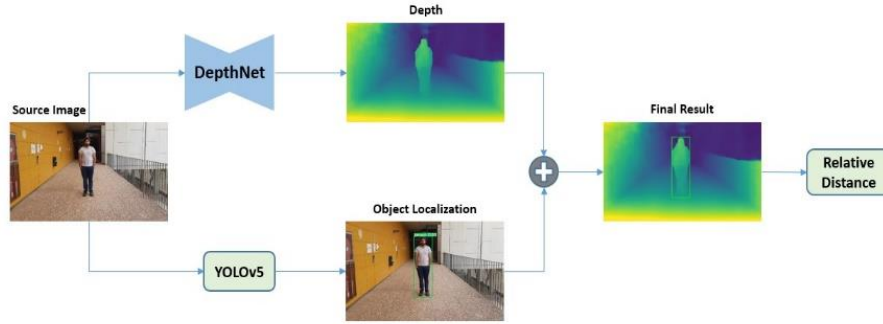 Depth
DepthNet
Source Image
Final Result
Relative
Distance
Object Localization
YOLOv5